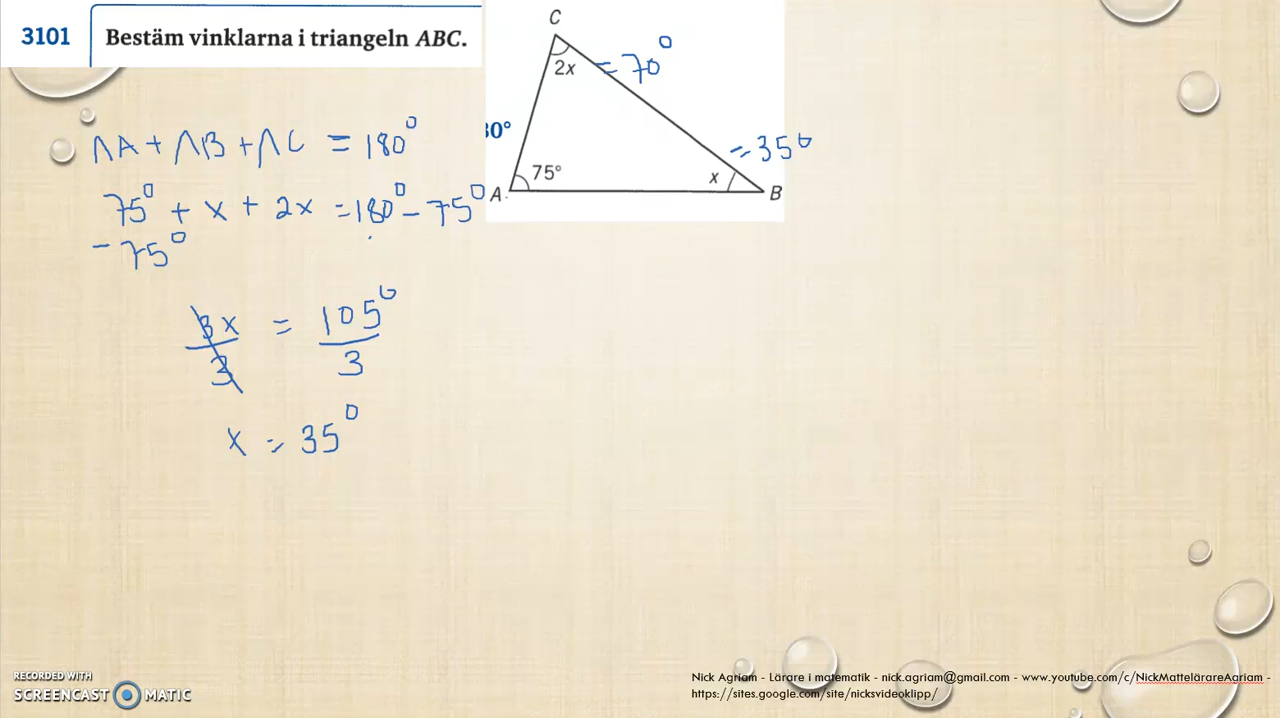 3101 Bestäm vinklarna i triangeln ABC.
C
2x = 70°
30°
= 35°
75°
x
A
B
∧A + ∧B + ∧C = 180°
75° + x + 2x = 180° - 75°
- 75°
3x = 105°
3 3
x = 35°
RECORDED WITH
SCREENCAST MATIC
Nick Agriam - Lärare i matematik - nick.agriam@gmail.com - www.youtube.com/c/NickMattelärareAgriam -
https://sites.google.com/site/nicksvideoklipp/